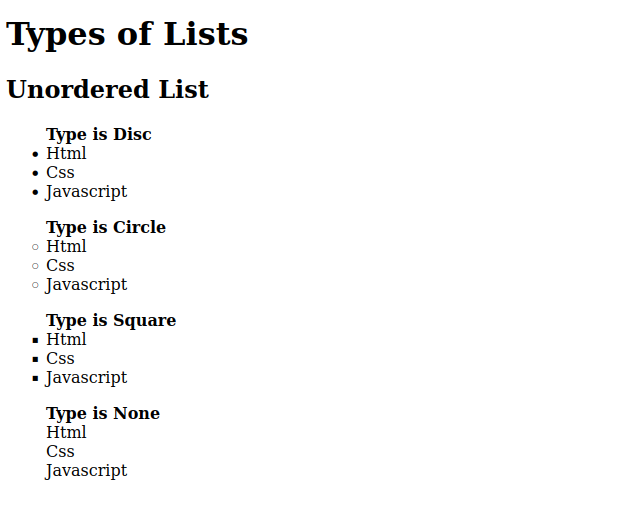 Types of Lists
Unordered List
Type is Disc
Html
Css
Javascript
Type is Circle
Html
Css
Javascript
Type is Square
Html
Css
Javascript
Type is None
Html
Css
Javascript